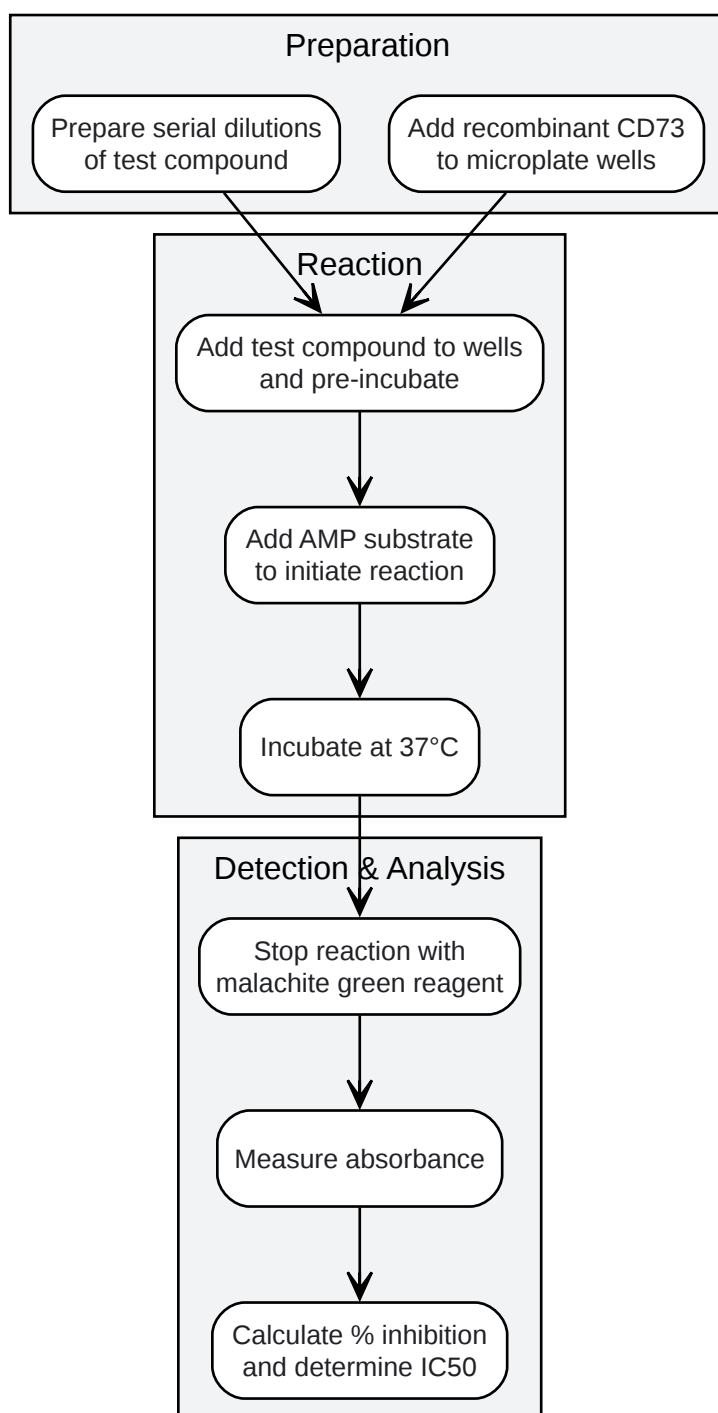 Preparation
Prepare serial dilutions
of test compound
Add recombinant CD73
to microplate wells
Reaction
Add test compound to wells
and pre-incubate
Add AMP substrate
to initiate reaction
Incubate at 37°C
Detection & Analysis
Stop reaction with
malachite green reagent
Measure absorbance
Calculate % inhibition
and determine IC50